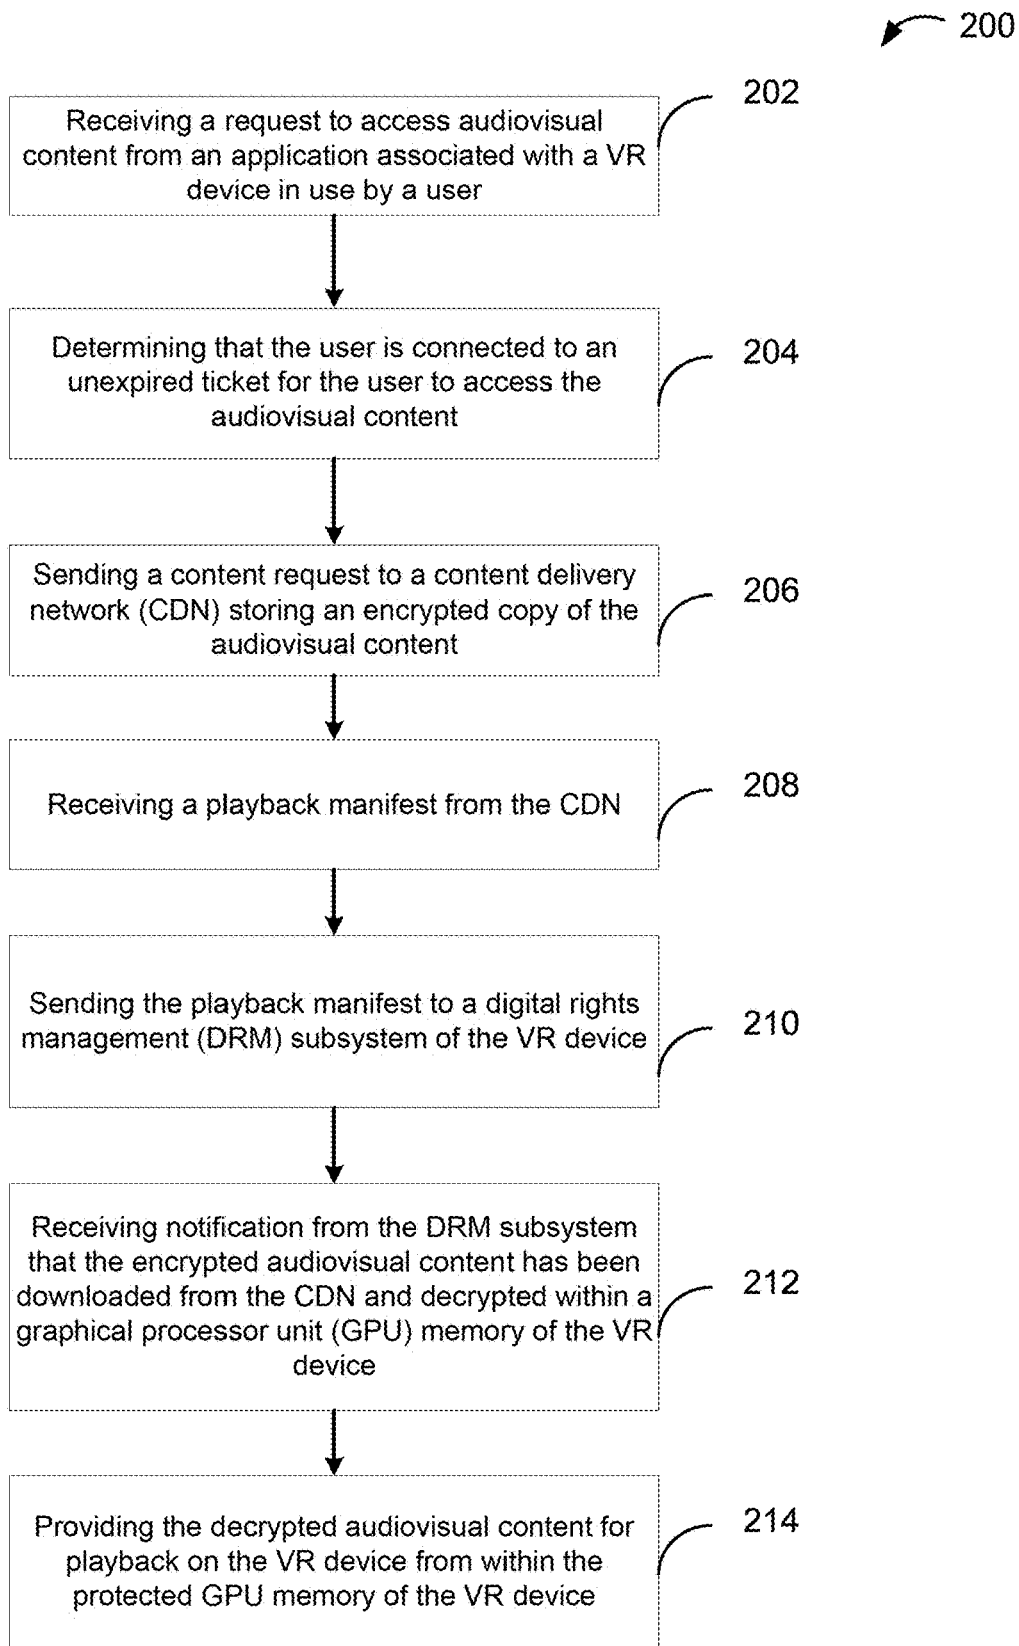 200
202
Receiving a request to access audiovisual
content from an application associated with a VR
device in use by a user
204
Determining that the user is connected to an
unexpired ticket for the user to access the
audiovisual content
206
Sending a content request to a content delivery
network (CDN) storing an encrypted copy of the
audiovisual content
208
Receiving a playback manifest from the CDN
210
Sending the playback manifest to a digital rights
management (DRM) subsystem of the VR device
212
Receiving notification from the DRM subsystem
that the encrypted audiovisual content has been
downloaded from the CDN and decrypted within a
graphical processor unit (GPU) memory of the VR
device
214
Providing the decrypted audiovisual content for
playback on the VR device from within the
protected GPU memory of the VR device